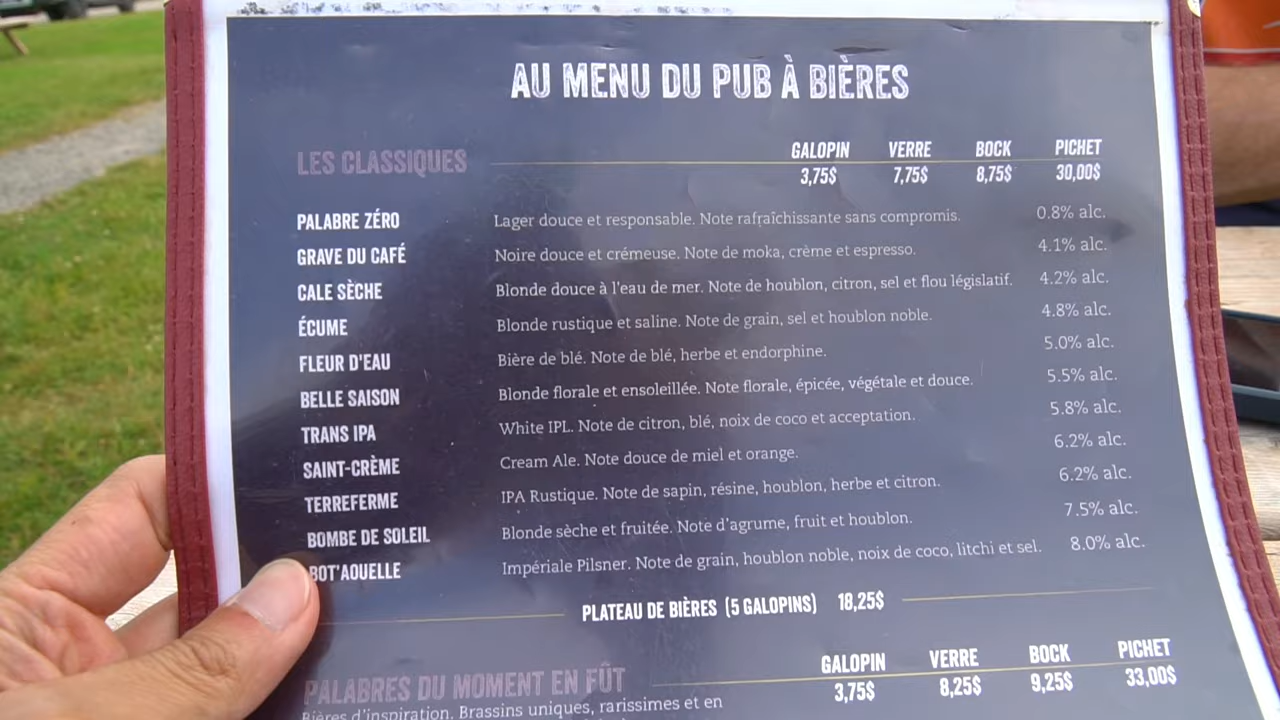 AU MENU DU PUB À BIÈRES
LES CLASSIQUES GALOPIN VERRE BOCK PICHET
3,75$ 7,75$ 8,75$ 30,00$
PALABRE ZÉRO Lager douce et responsable. Note rafraîchissante sans compromis. 0.8% alc.
GRAVE DU CAFÉ Noire douce et crémeuse. Note de moka, crème et espresso. 4.1% alc.
CALE SÈCHE Blonde douce à l'eau de mer. Note de houblon, citron, sel et flou législatif. 4.2% alc.
ÉCUME Blonde rustique et saline. Note de grain, sel et houblon noble. 4.8% alc.
FLEUR D'EAU Bière de blé. Note de blé, herbe et endorphine. 5.0% alc.
BELLE SAISON Blonde florale et ensoleillée. Note florale, épicée, végétale et douce. 5.5% alc.
TRANS IPA White IPL. Note de citron, blé, noix de coco et acceptation. 5.8% alc.
SAINT-CRÈME Cream Ale. Note douce de miel et orange. 6.2% alc.
TERREFERME IPA Rustique. Note de sapin, résine, houblon, herbe et citron. 6.2% alc.
BOMBE DE SOLEIL Blonde sèche et fruitée. Note d'agrume, fruit et houblon. 7.5% alc.
BOT'AOUELLE Impériale Pilsner. Note de grain, houblon noble, noix de coco, litchi et sel. 8.0% alc.
PLATEAU DE BIÈRES (5 GALOPINS) 18,25$
PALABRES DU MOMENT EN FÛT GALOPIN VERRE BOCK PICHET
3,75$ 8,25$ 9,25$ 33,00$
Bières d'inspiration. Brassins uniques, rarissimes et en